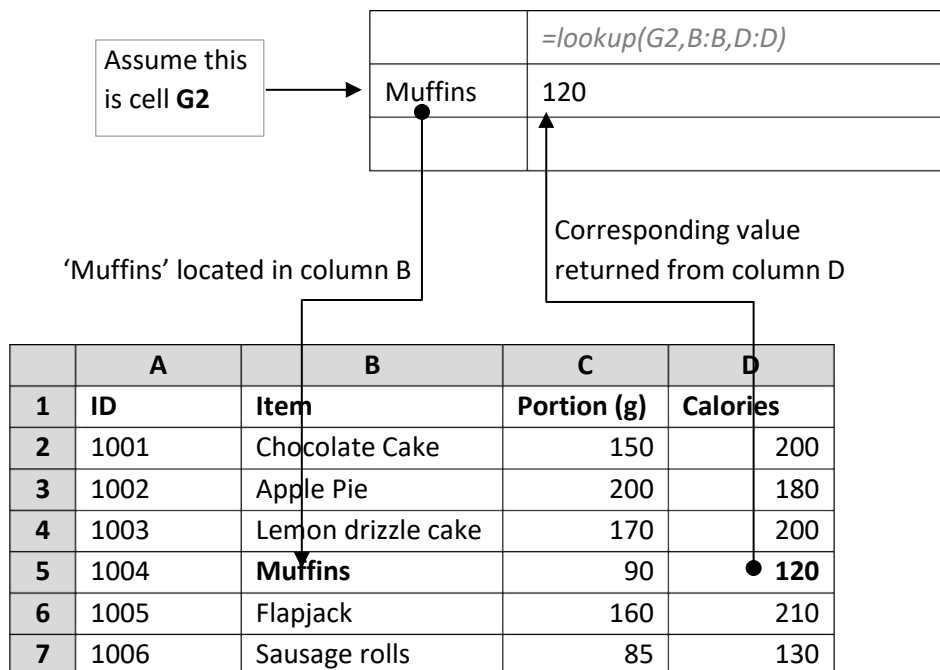 =lookup(G2,B:B,D:D)
Assume this
is cell G2
Muffins 120
Corresponding value
returned from column D
‘Muffins’ located in column B
A B C D
1 ID Item Portion (g) Calories
2 1001 Chocolate Cake 150 200
3 1002 Apple Pie 200 180
4 1003 Lemon drizzle cake 170 200
5 1004 Muffins 90 120
6 1005 Flapjack 160 210
7 1006 Sausage rolls 85 130